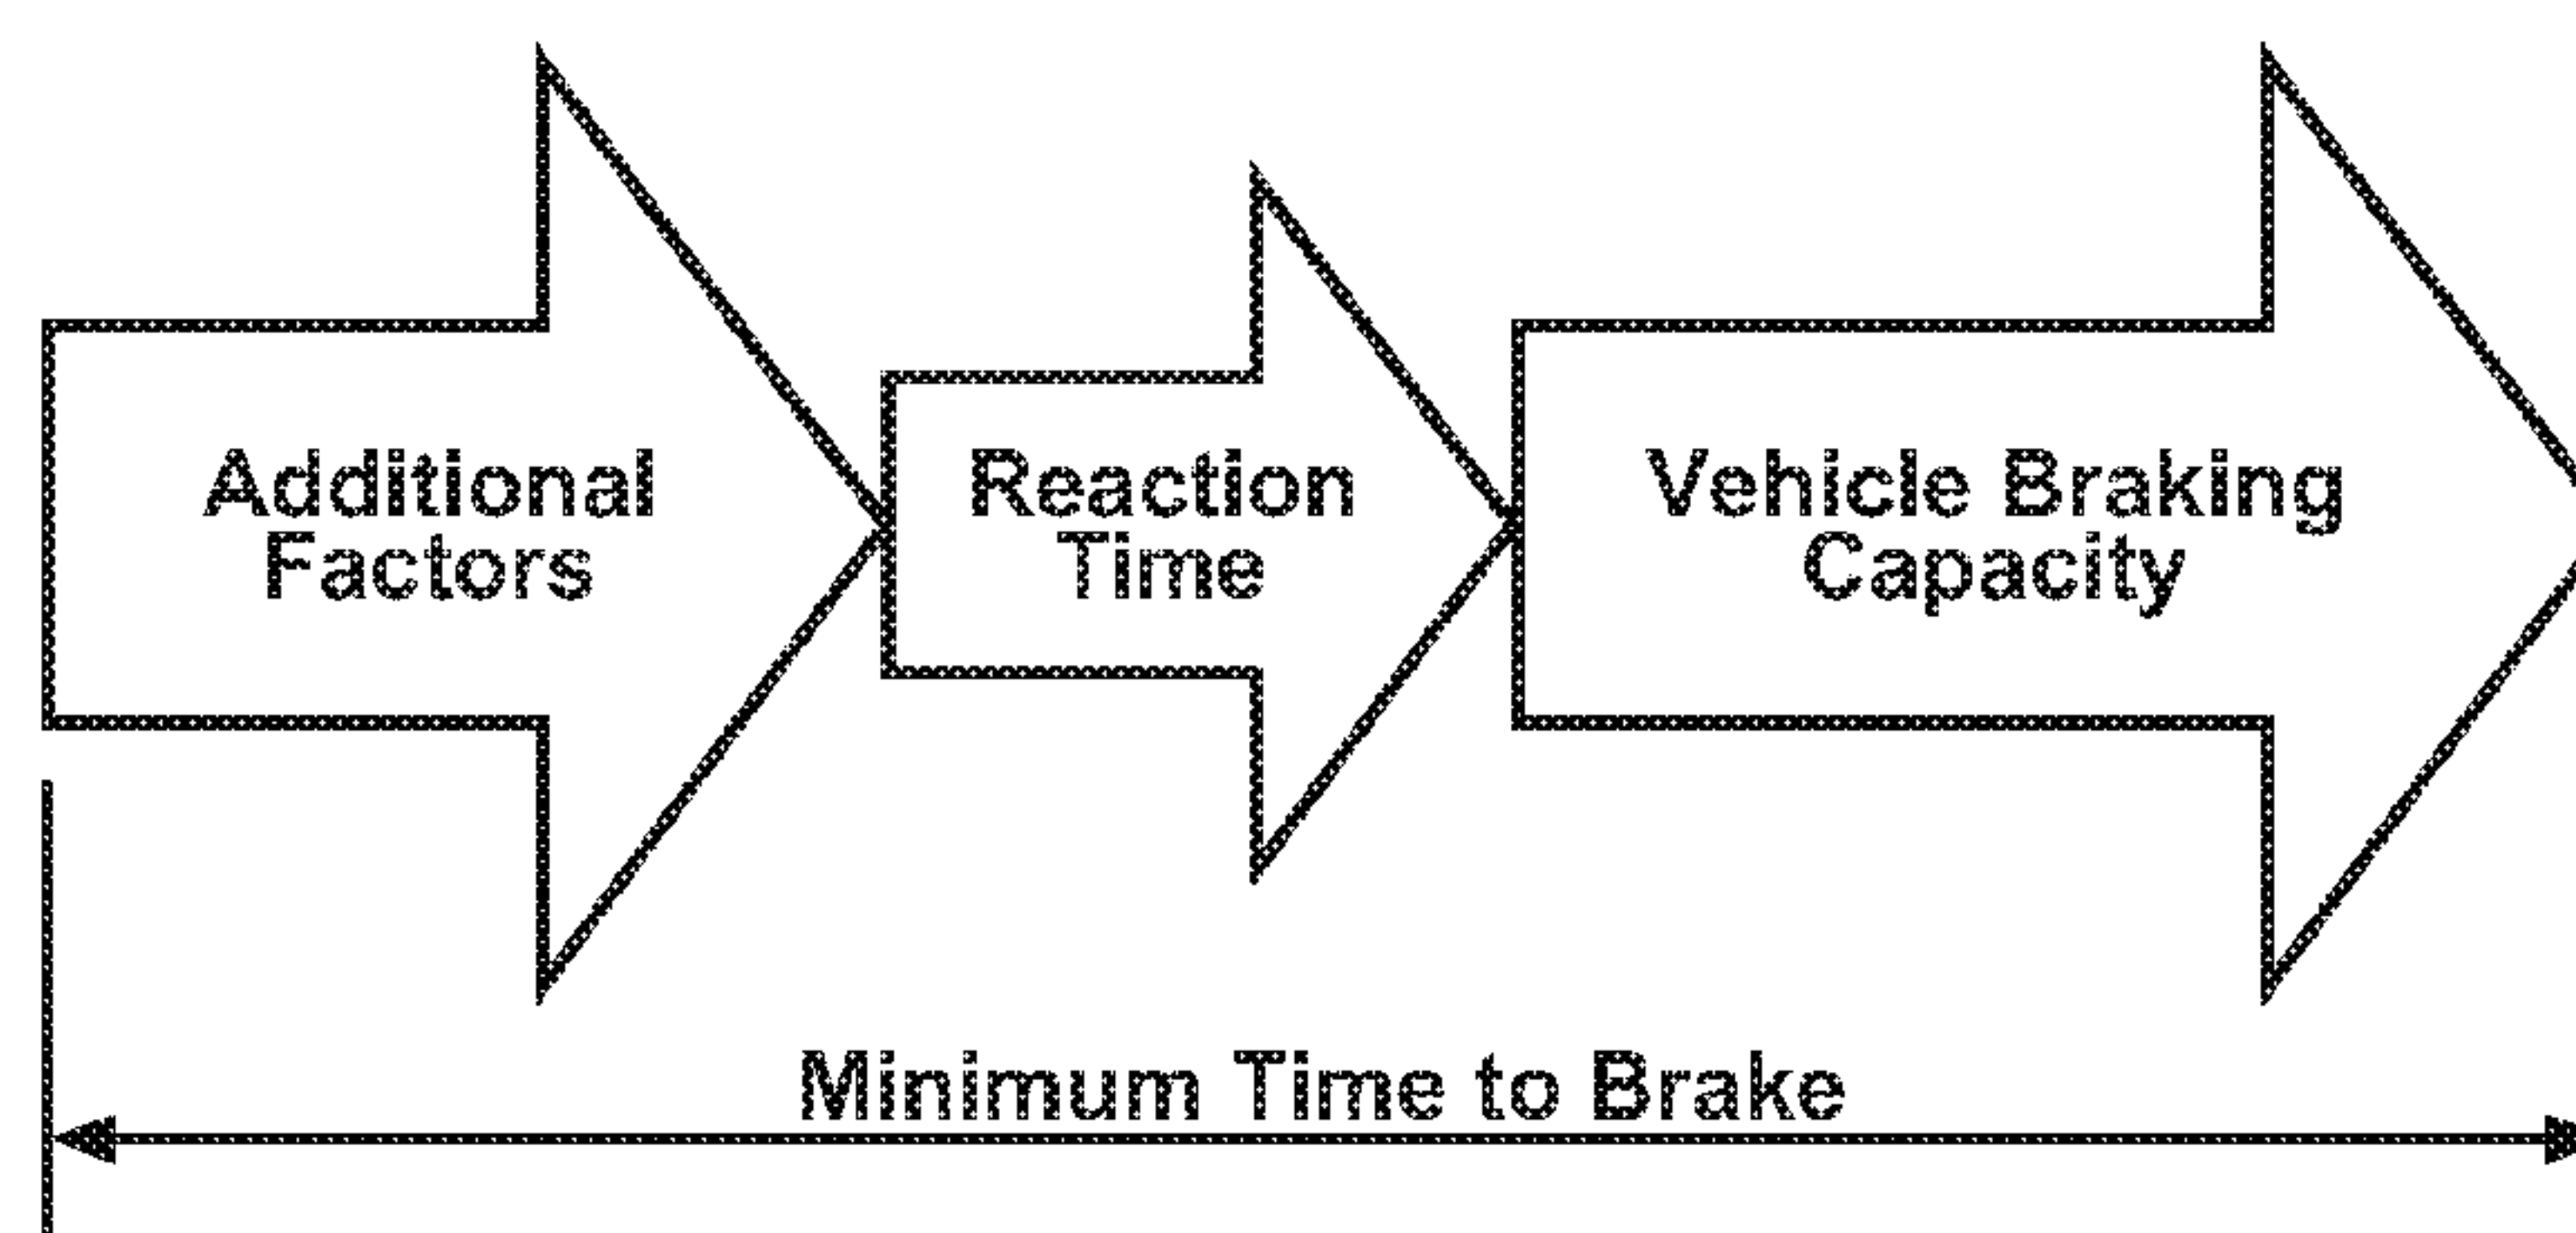 Additional
Factors
Reaction
Time
Vehicle Braking
Capacity
Minimum Time to Brake